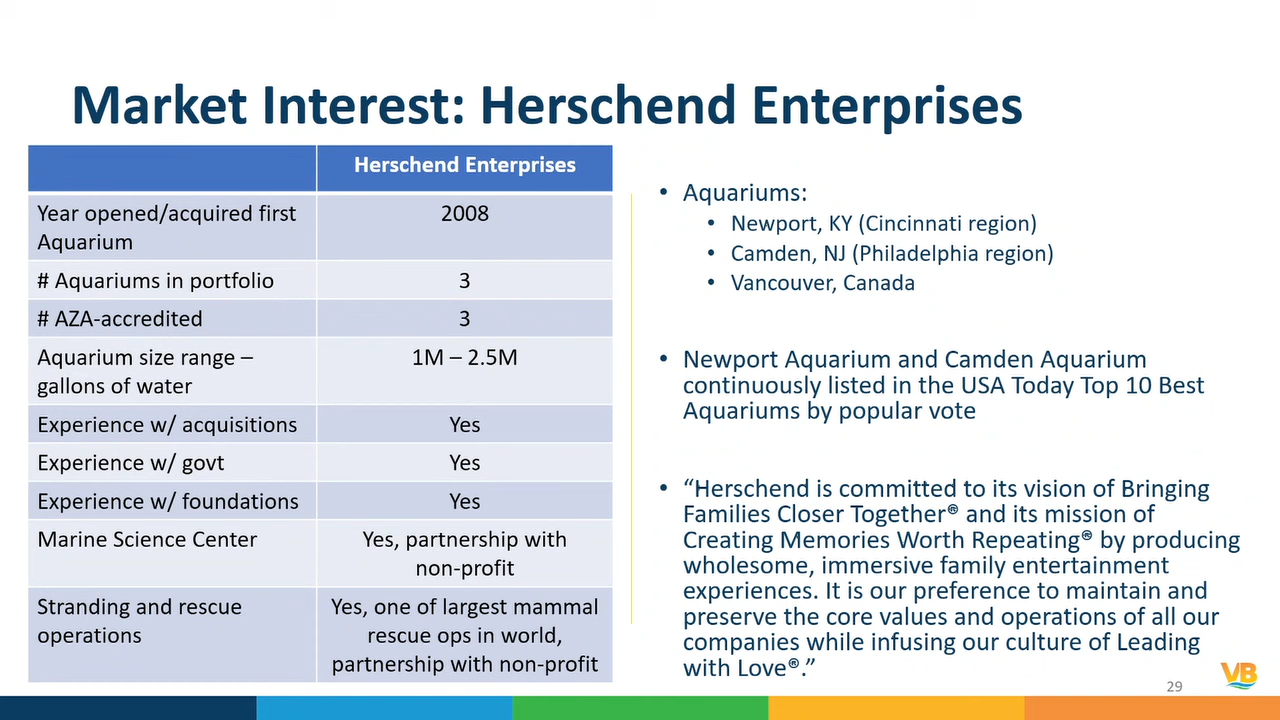 Market Interest: Herschend Enterprises
Herschend Enterprises
Year opened/acquired first
Aquarium
2008
# Aquariums in portfolio
3
# AZA-accredited
3
Aquarium size range –
gallons of water
1M – 2.5M
Experience w/ acquisitions
Yes
Experience w/ govt
Yes
Experience w/ foundations
Yes
Marine Science Center
Yes, partnership with
non-profit
Stranding and rescue
operations
Yes, one of largest mammal
rescue ops in world,
partnership with non-profit
• Aquariums:
• Newport, KY (Cincinnati region)
• Camden, NJ (Philadelphia region)
• Vancouver, Canada
• Newport Aquarium and Camden Aquarium
continuously listed in the USA Today Top 10 Best
Aquariums by popular vote
• “Herschend is committed to its vision of Bringing
Families Closer Together® and its mission of
Creating Memories Worth Repeating® by producing
wholesome, immersive family entertainment
experiences. It is our preference to maintain and
preserve the core values and operations of all our
companies while infusing our culture of Leading
with Love®.”
29
VB